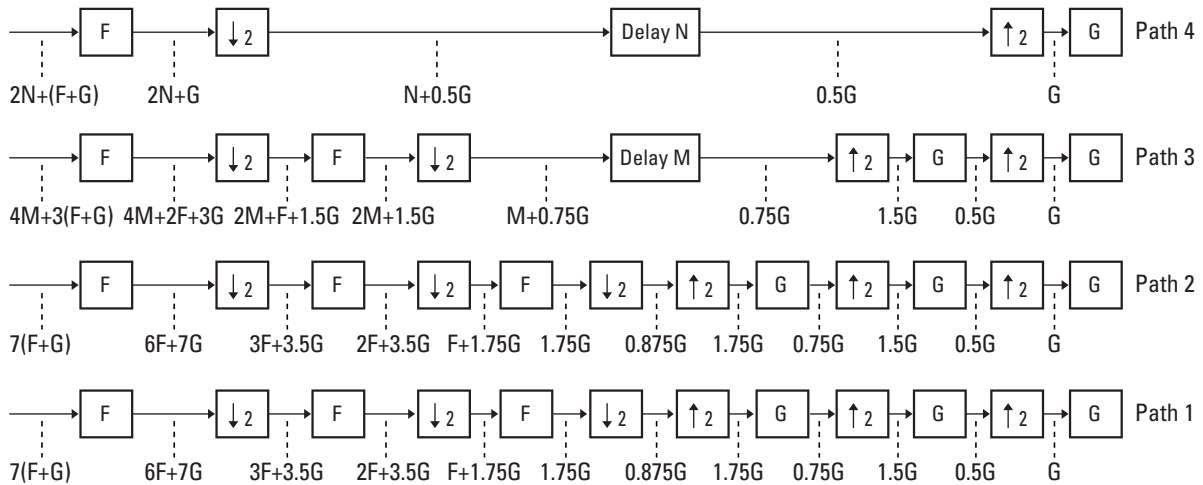 F ↓2 Delay N ↑2 G Path 4
2N+(F+G) 2N+G N+0.5G 0.5G G
F ↓2 F ↓2 Delay M ↑2 G ↑2 G Path 3
4M+3(F+G) 4M+2F+3G 2M+F+1.5G 2M+1.5G M+0.75G 0.75G 1.5G 0.5G G
F ↓2 F ↓2 F ↓2 ↑2 G ↑2 G ↑2 G Path 2
7(F+G) 6F+7G 3F+3.5G 2F+3.5G F+1.75G 1.75G 0.875G 1.75G 0.75G 1.5G 0.5G G
F ↓2 F ↓2 F ↓2 ↑2 G ↑2 G ↑2 G Path 1
7(F+G) 6F+7G 3F+3.5G 2F+3.5G F+1.75G 1.75G 0.875G 1.75G 0.75G 1.5G 0.5G G